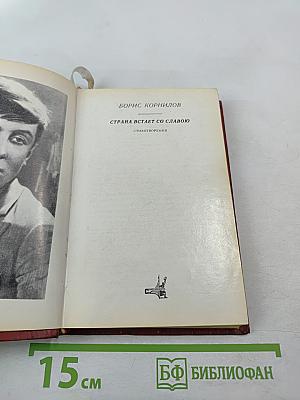 БОРИС КОРНИЛОВ
СТРАНА ВСТАЕТ СО СЛАВОЮ
СТИХОТВОРЕНИЯ
15 см
БФ БИБЛИОФАН